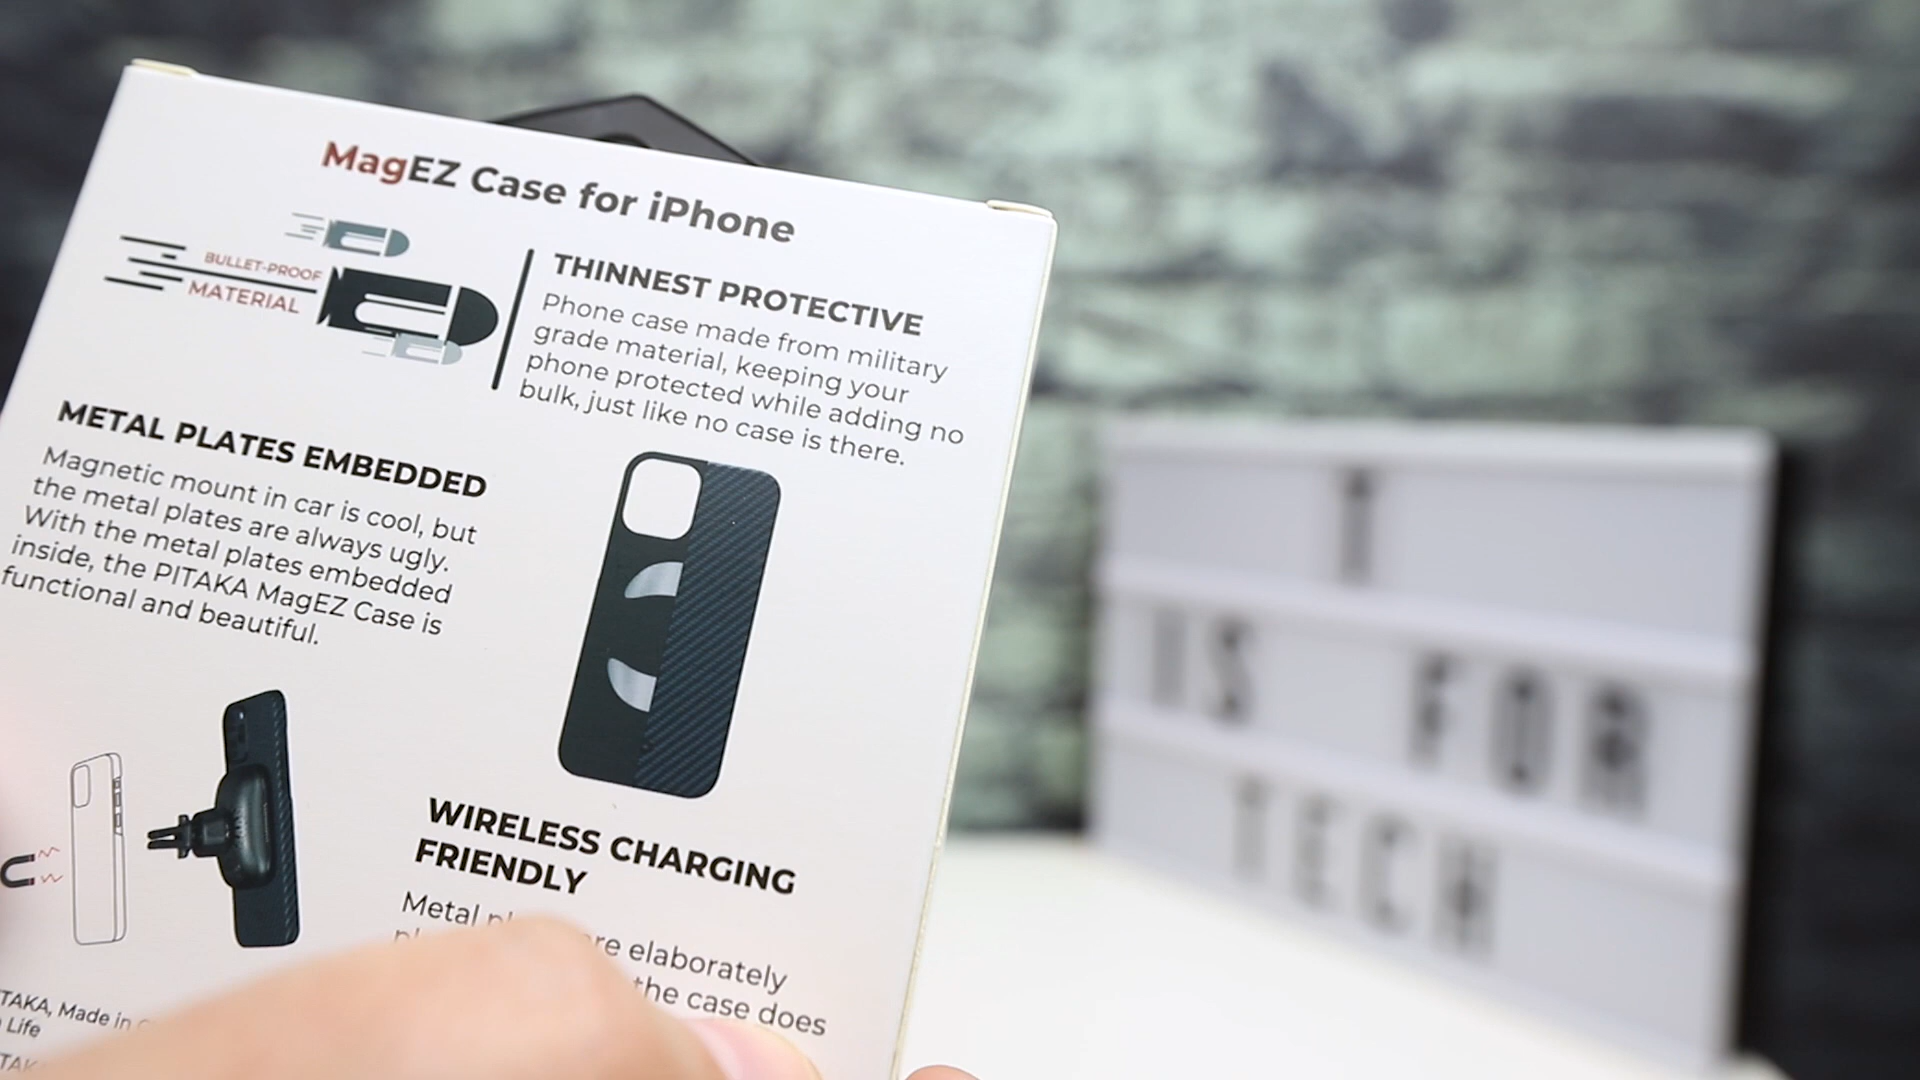 MagEZ Case for iPhone
BULLET-PROOF
MATERIAL
THINNEST PROTECTIVE
Phone case made from military
grade material, keeping your
phone protected while adding no
bulk, just like no case is there.
METAL PLATES EMBEDDED
Magnetic mount in car is cool, but
the metal plates are always ugly.
With the metal plates embedded
inside, the PITAKA MagEZ Case is
functional and beautiful.
WIRELESS CHARGING
FRIENDLY
Metal
elaborately
the case does
TAKA, Made in
Life
T
IS FOR
TECH